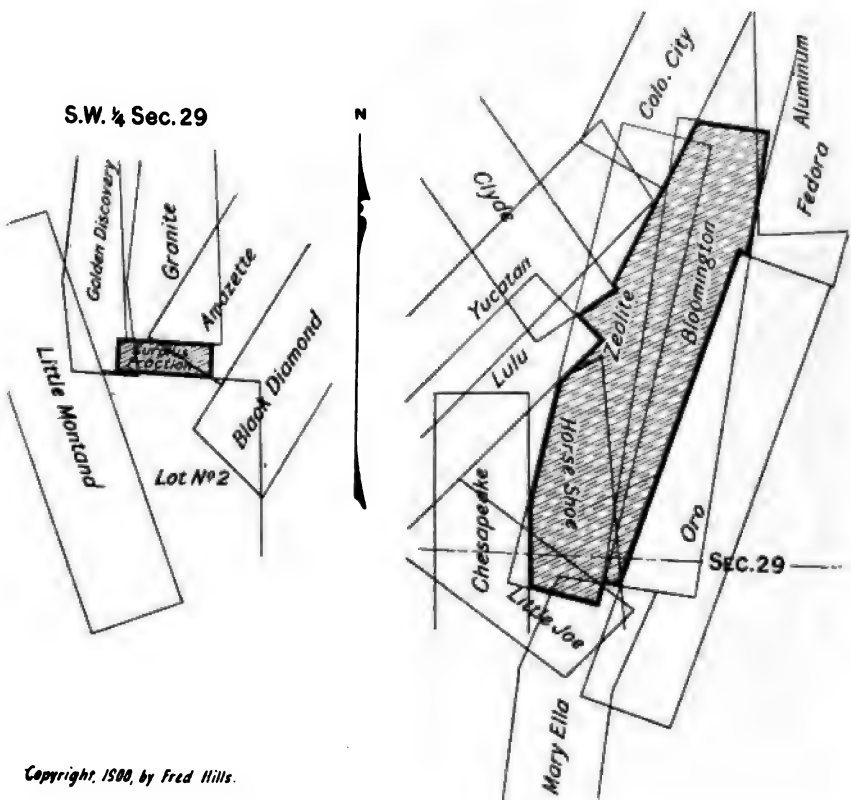 S.W. ¼ Sec. 29
N
Golden Discovery
Granite
Amozette
Surplus
Fraction
Little Montana
Black Diamond
Lot Nº 2
Colo. City
Aluminum
Fedora
Clyde
Yucatan
Lulu
Zeolite
Bloomington
Horse Shoe
Chesapeake
Oro
SEC. 29
Little Joe
Mary Ella
Copyright, 1900, by Fred Hills.